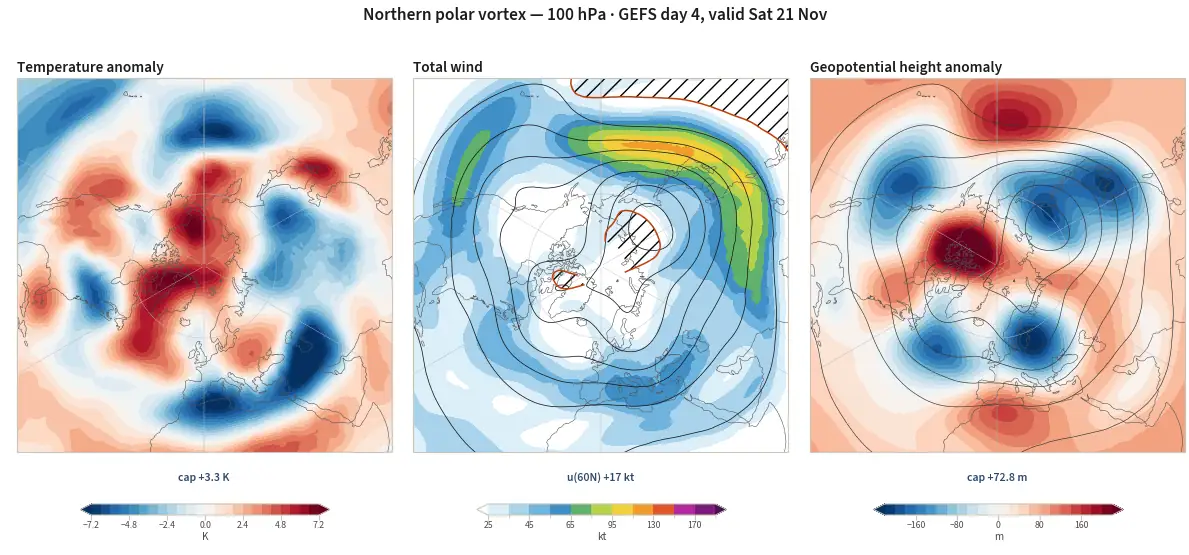 Northern polar vortex — 100 hPa · GEFS day 4, valid Sat 21 Nov
Temperature anomaly
Total wind
Geopotential height anomaly
cap +3.3 K
u(60N) +17 kt
cap +72.8 m
−7.2 −4.8 −2.4 0.0 2.4 4.8 7.2
K
25 45 65 95 130 170
kt
−160 −80 0 80 160
m